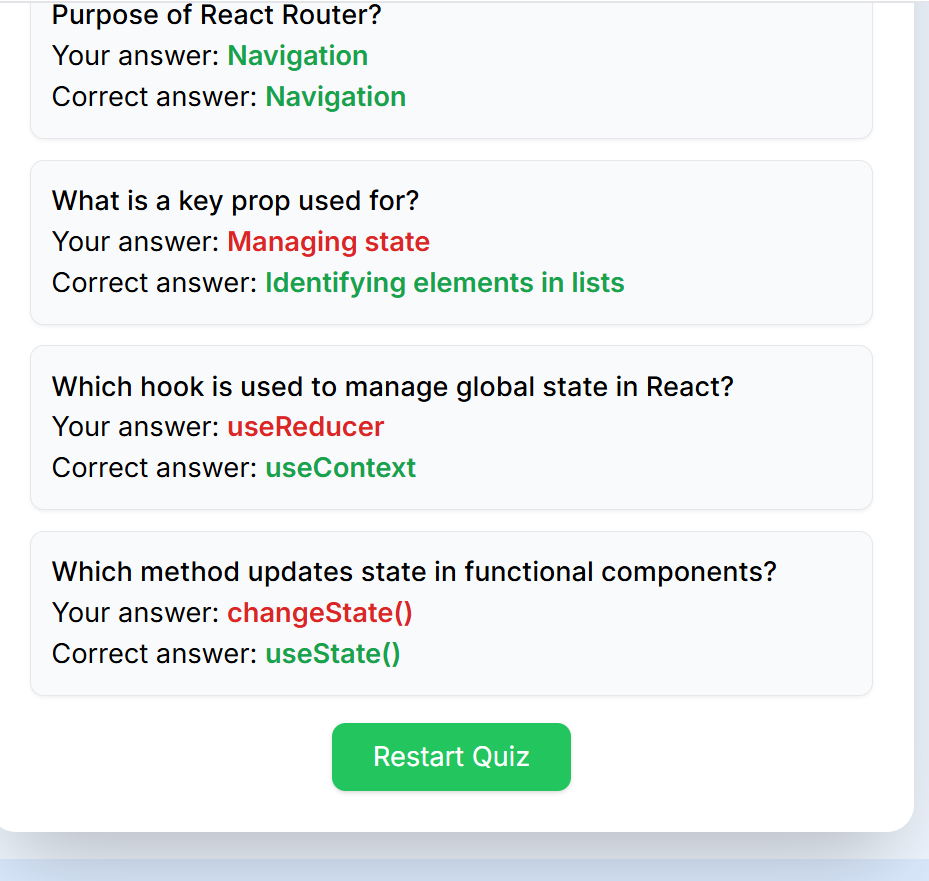 Purpose of React Router?
Your answer: Navigation
Correct answer: Navigation
What is a key prop used for?
Your answer: Managing state
Correct answer: Identifying elements in lists
Which hook is used to manage global state in React?
Your answer: useReducer
Correct answer: useContext
Which method updates state in functional components?
Your answer: changeState()
Correct answer: useState()
Restart Quiz